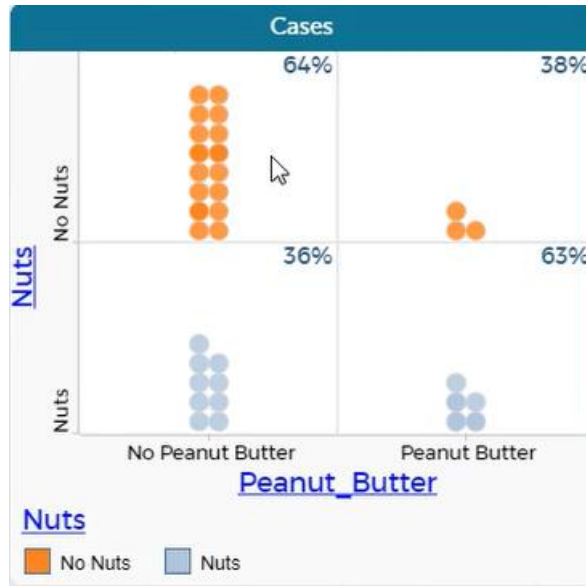 Cases
64% 38%
No Nuts
Nuts
36% 63%
Nuts
No Peanut Butter Peanut Butter
Peanut_Butter
Nuts
No Nuts Nuts